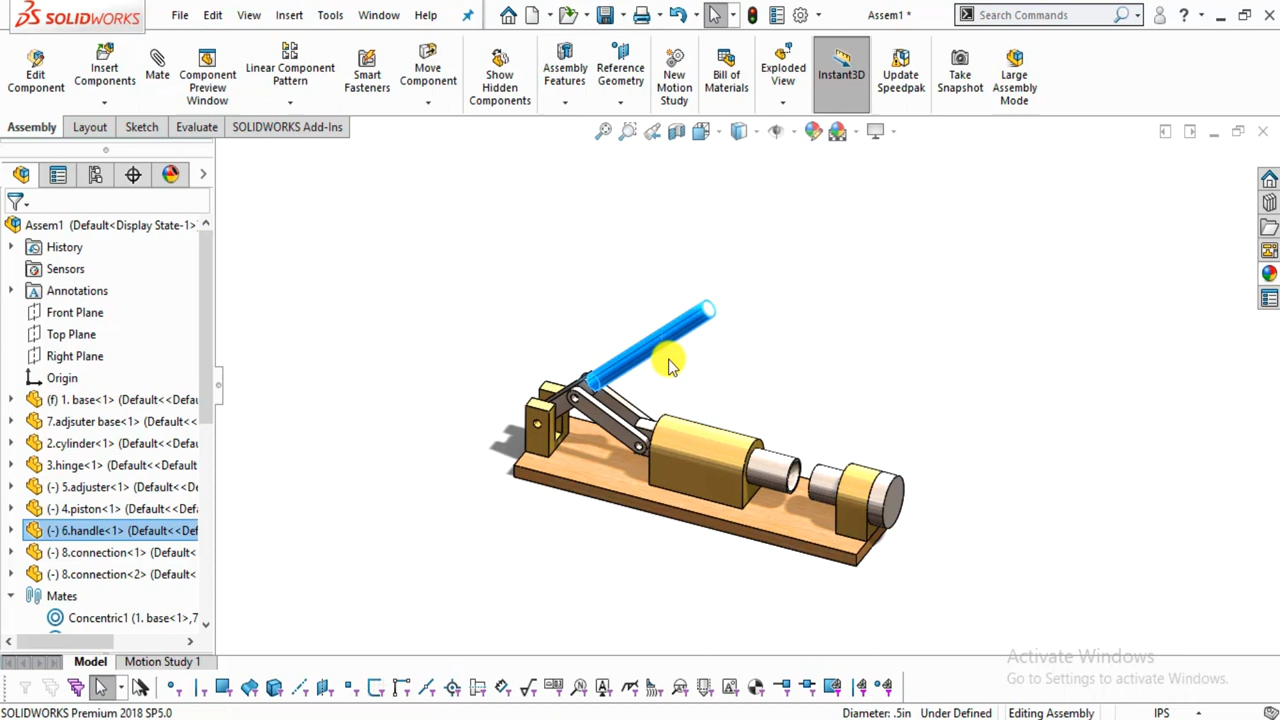 SOLIDWORKS File Edit View Insert Tools Window Help Assem1 * Search Commands
Edit Component
Insert Components
Mate
Component Preview Window
Linear Component Pattern
Smart Fasteners
Move Component
Show Hidden Components
Assembly Features
Reference Geometry
New Motion Study
Bill of Materials
Exploded View
Instant3D
Update Speedpak
Take Snapshot
Large Assembly Mode
Assembly Layout Sketch Evaluate SOLIDWORKS Add-Ins
Assem1 (Default<Display State-1>
History
Sensors
Annotations
Front Plane
Top Plane
Right Plane
Origin
(f) 1. base<1> (Default<<Defau
7.adjsuter base<1> (Default<<
2.cylinder<1> (Default<<Defau
3.hinge<1> (Default<<Default
(-) 5.adjuster<1> (Default<<D
(-) 4.piston<1> (Default<<Defa
(-) 6.handle<1> (Default<<Def
(-) 8.connection<1> (Default<
(-) 8.connection<2> (Default<
Mates
Concentric1 (1. base<1>,7
Model Motion Study 1
Activate Windows
Go to Settings to activate Windows.
SOLIDWORKS Premium 2018 SP5.0 Diameter: .5in Under Defined Editing Assembly IPS